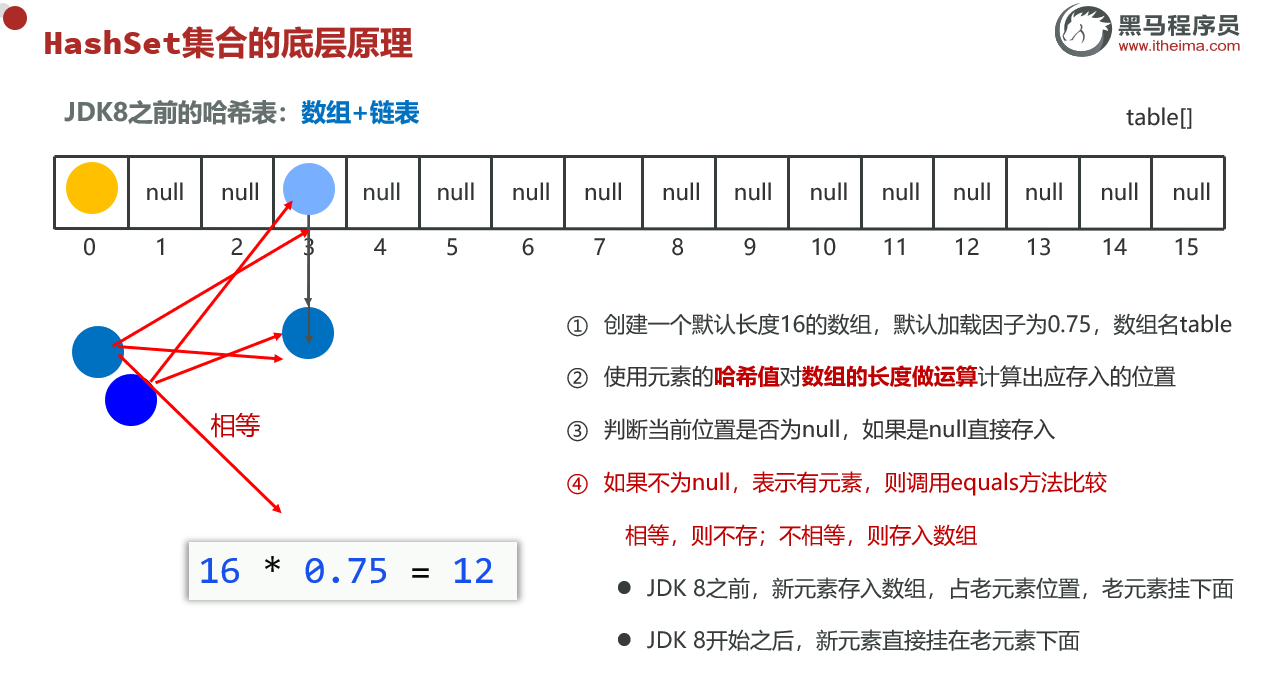 HashSet集合的底层原理
黑马程序员
www.itheima.com
JDK8之前的哈希表：数组+链表
table[]
null null null null null null null null null null null null null null
0 1 2 3 4 5 6 7 8 9 10 11 12 13 14 15
① 创建一个默认长度16的数组，默认加载因子为0.75，数组名table
② 使用元素的哈希值对数组的长度做运算计算出应存入的位置
相等
③ 判断当前位置是否为null，如果是null直接存入
④ 如果不为null，表示有元素，则调用equals方法比较
相等，则不存；不相等，则存入数组
16 * 0.75 = 12
● JDK 8之前，新元素存入数组，占老元素位置，老元素挂下面
● JDK 8开始之后，新元素直接挂在老元素下面